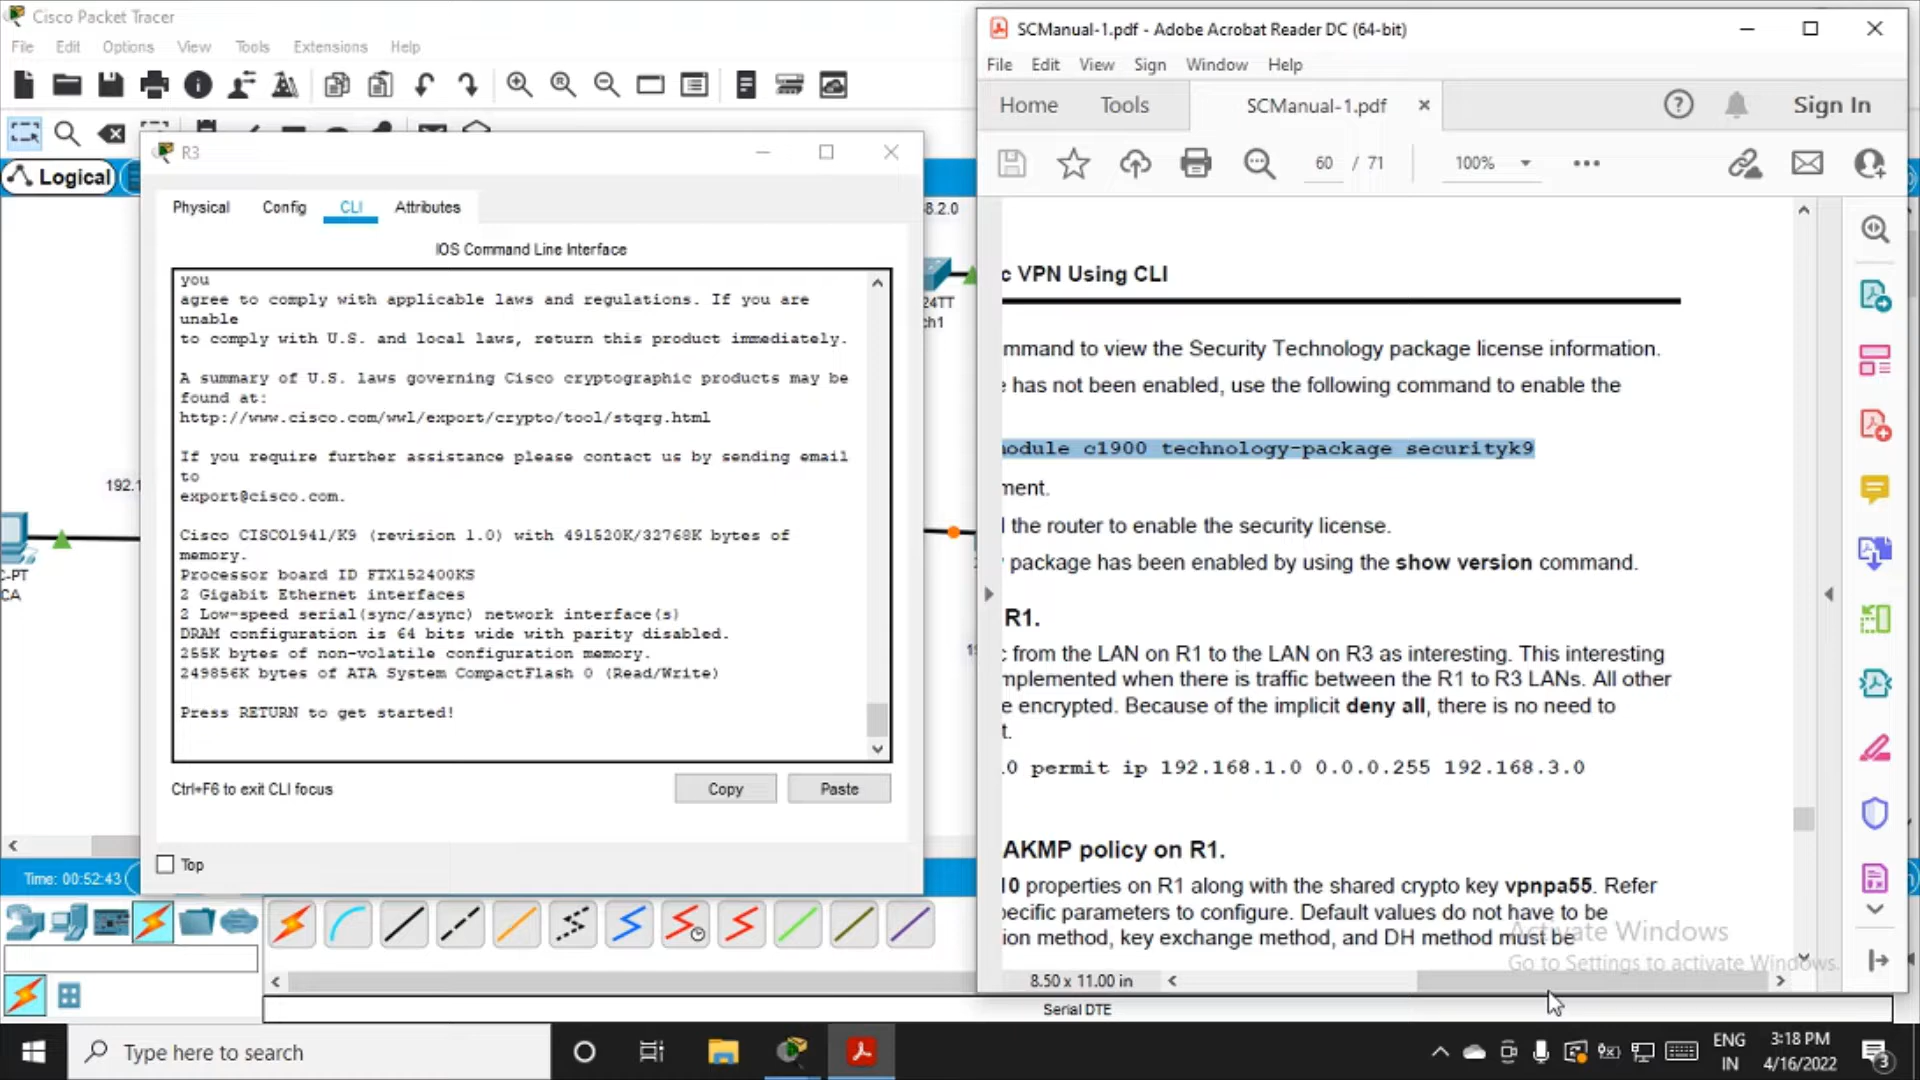 Cisco Packet Tracer
File Edit Options View Tools Extensions Help
Logical
R3
Physical Config CLI Attributes
IOS Command Line Interface
you
agree to comply with applicable laws and regulations. If you are
unable
to comply with U.S. and local laws, return this product immediately.
A summary of U.S. laws governing Cisco cryptographic products may be
found at:
http://www.cisco.com/wwl/export/crypto/tool/stqrg.html
If you require further assistance please contact us by sending email
to
export@cisco.com.
Cisco CISCO1941/K9 (revision 1.0) with 491520K/32768K bytes of
memory.
Processor board ID FTX152400KS
2 Gigabit Ethernet interfaces
2 Low-speed serial(sync/async) network interface(s)
DRAM configuration is 64 bits wide with parity disabled.
255K bytes of non-volatile configuration memory.
249856K bytes of ATA System CompactFlash 0 (Read/Write)
Press RETURN to get started!
Ctrl+F6 to exit CLI focus
Copy Paste
Top
8.2.0
24TT
ch1
192.1
C-PT
CA
19
Time: 00:52:43
Serial DTE
SCManual-1.pdf - Adobe Acrobat Reader DC (64-bit)
File Edit View Sign Window Help
Home Tools SCManual-1.pdf Sign In
60 / 71 100%
c VPN Using CLI
mmand to view the Security Technology package license information.
e has not been enabled, use the following command to enable the
module c1900 technology-package securityk9
ment.
l the router to enable the security license.
package has been enabled by using the show version command.
R1.
c from the LAN on R1 to the LAN on R3 as interesting. This interesting
mplemented when there is traffic between the R1 to R3 LANs. All other
e encrypted. Because of the implicit deny all, there is no need to
t.
.0 permit ip 192.168.1.0 0.0.0.255 192.168.3.0
AKMP policy on R1.
10 properties on R1 along with the shared crypto key vpnpa55. Refer
pecific parameters to configure. Default values do not have to be
ion method, key exchange method, and DH method must be
8.50 x 11.00 in
Activate Windows
Go to Settings to activate Windows.
Type here to search
ENG
IN
3:18 PM
4/16/2022
3